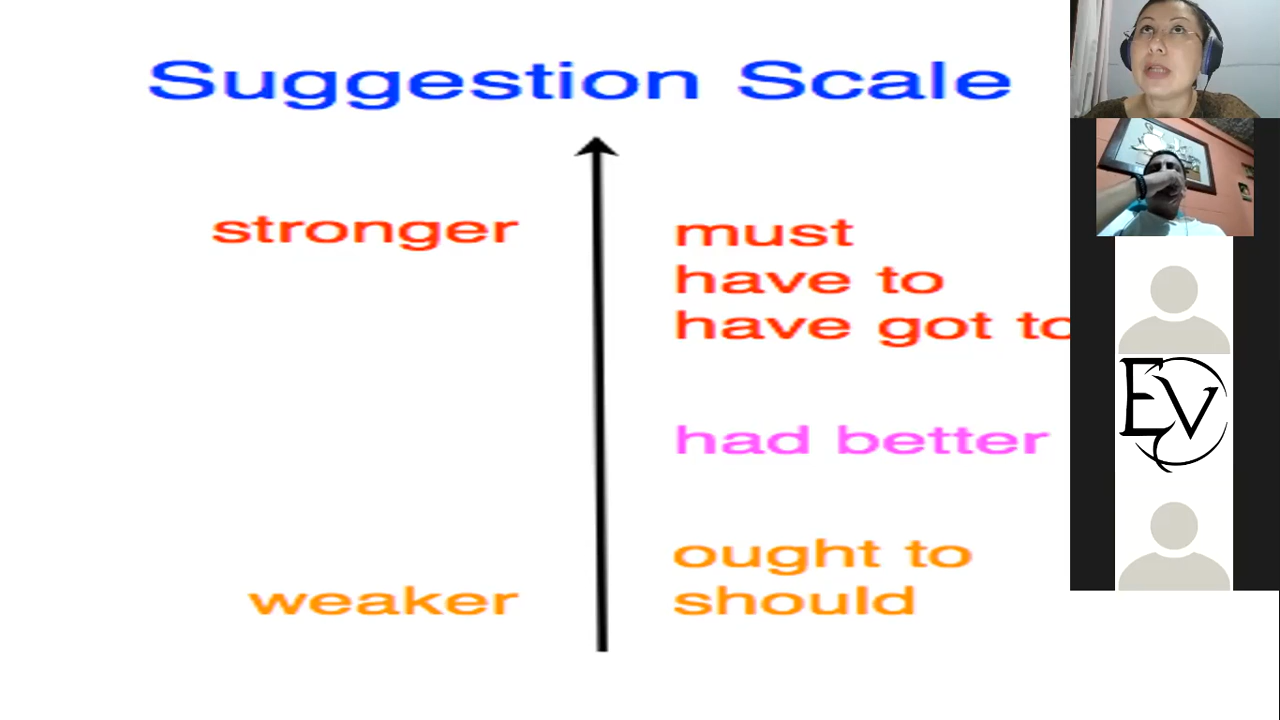 Suggestion Scale
stronger
must
have to
have got to
had better
ought to
weaker
should
EV